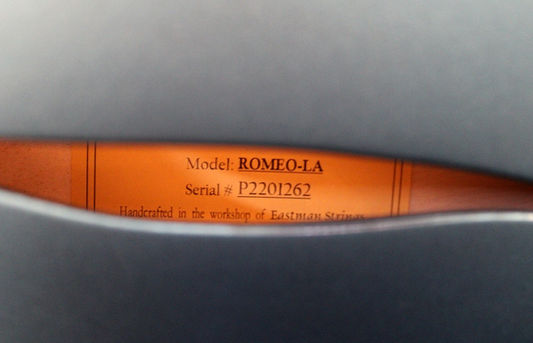 Model: ROMEO-LA
Serial # P2201262
Handcrafted in the workshop of Eastman Strings